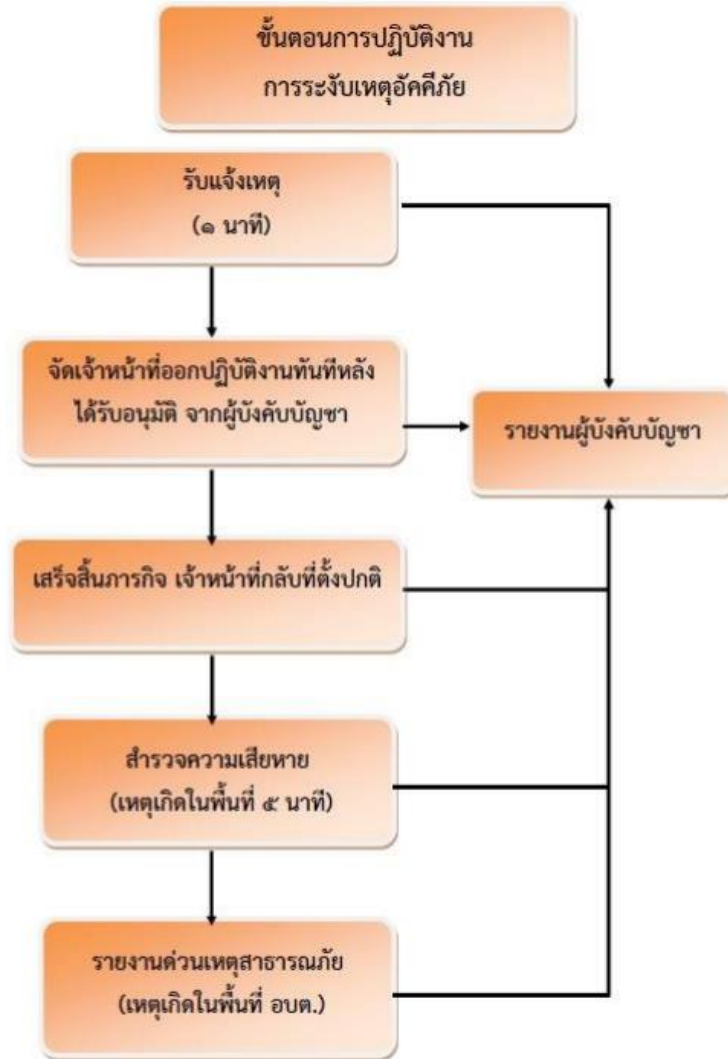 ขั้นตอนการปฏิบัติงาน
การระงับเหตุอัคคีภัย
รับแจ้งเหตุ
(๑ นาที)
จัดเจ้าหน้าที่ออกปฏิบัติงานทันทีหลัง
ได้รับอนุมัติ จากผู้บังคับบัญชา
รายงานผู้บังคับบัญชา
เสร็จสิ้นภารกิจ เจ้าหน้าที่กลับที่ตั้งปกติ
สำรวจความเสียหาย
(เหตุเกิดในพื้นที่ ๕ นาที)
รายงานด่วนเหตุสาธารณภัย
(เหตุเกิดในพื้นที่ อบต.)